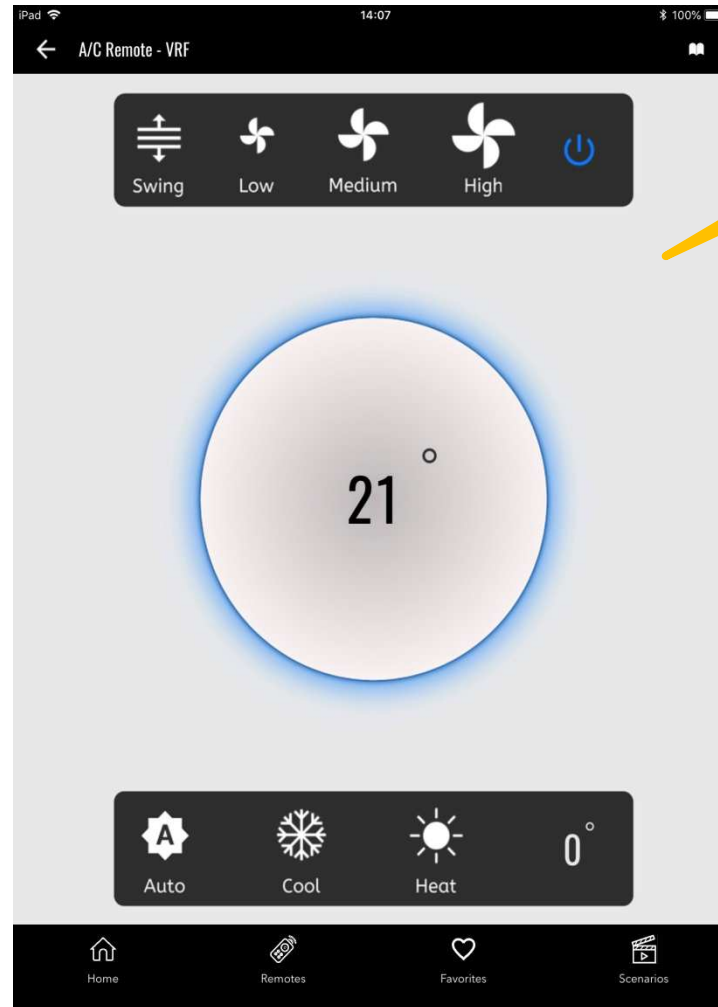 iPad 14:07 100%
A/C Remote - VRF
Swing Low Medium High
21°
A
Auto Cool Heat 0°
Home Remotes Favorites Scenarios